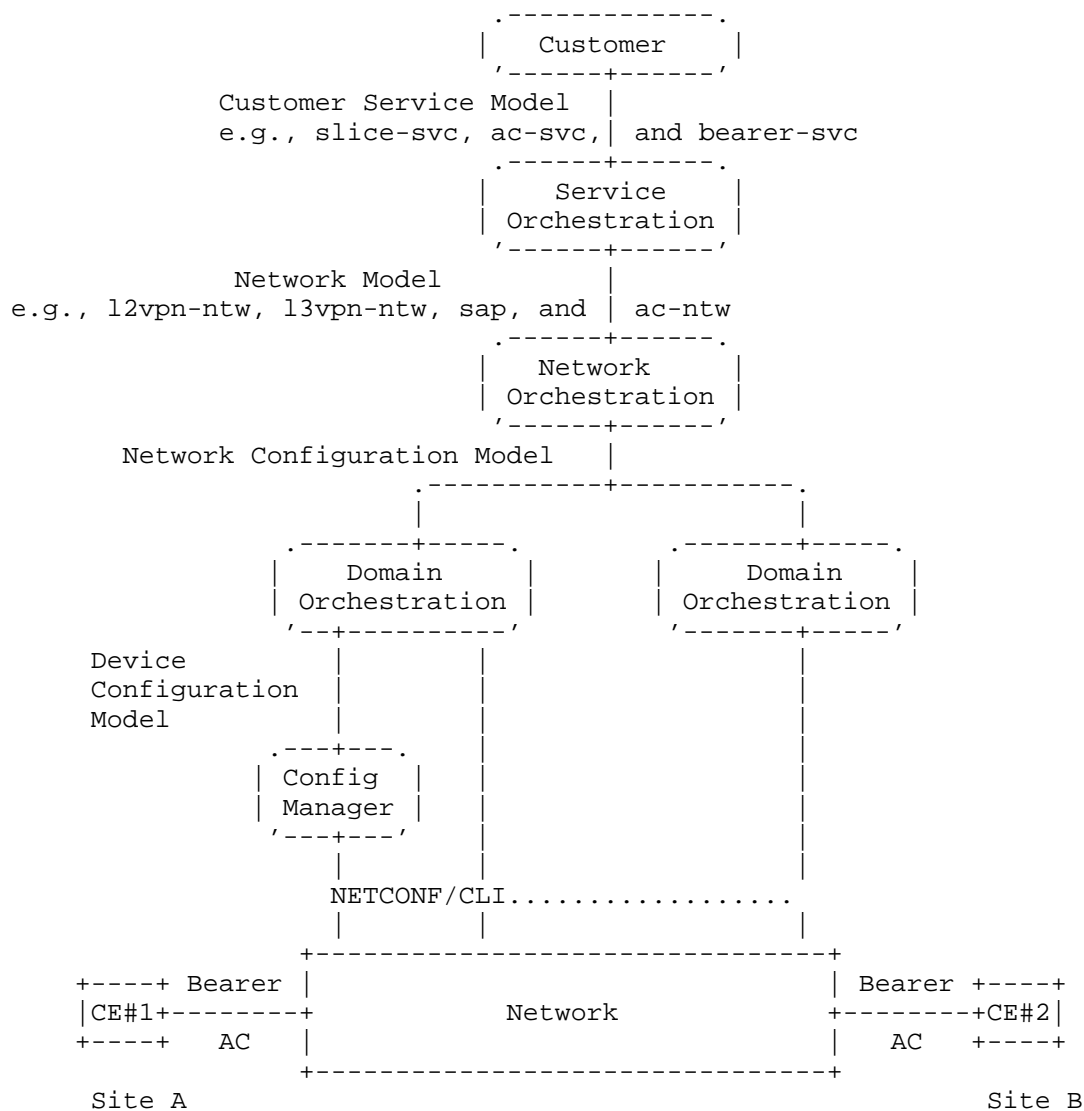 Customer
Customer Service Model
e.g., slice-svc, ac-svc, and bearer-svc
Service
Orchestration
Network Model
e.g., l2vpn-ntw, l3vpn-ntw, sap, and ac-ntw
Network
Orchestration
Network Configuration Model
Domain Domain
Orchestration Orchestration
Device
Configuration
Model
Config
Manager
NETCONF/CLI..................
Bearer Bearer
CE#1 Network CE#2
AC AC
Site A Site B